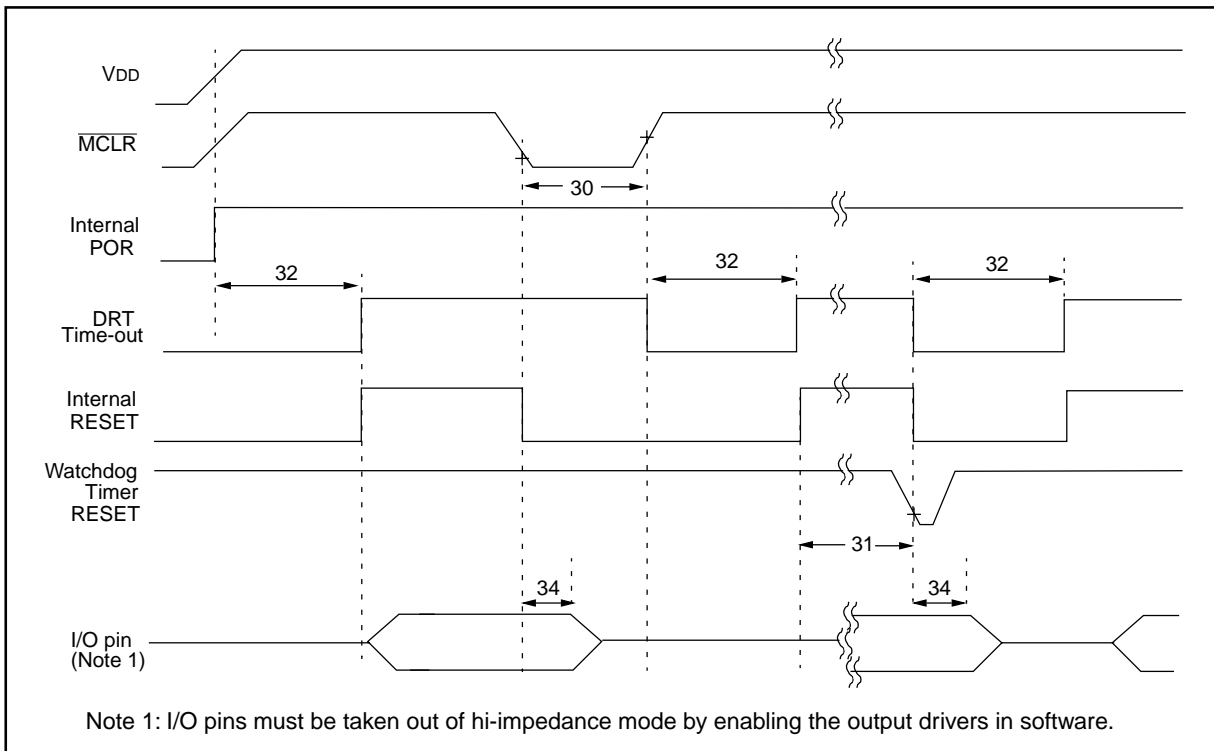 VDD
MCLR
30
Internal
POR
32
32
32
DRT
Time-out
Internal
RESET
Watchdog
Timer
RESET
31
34
34
I/O pin
(Note 1)
Note 1: I/O pins must be taken out of hi-impedance mode by enabling the output drivers in software.